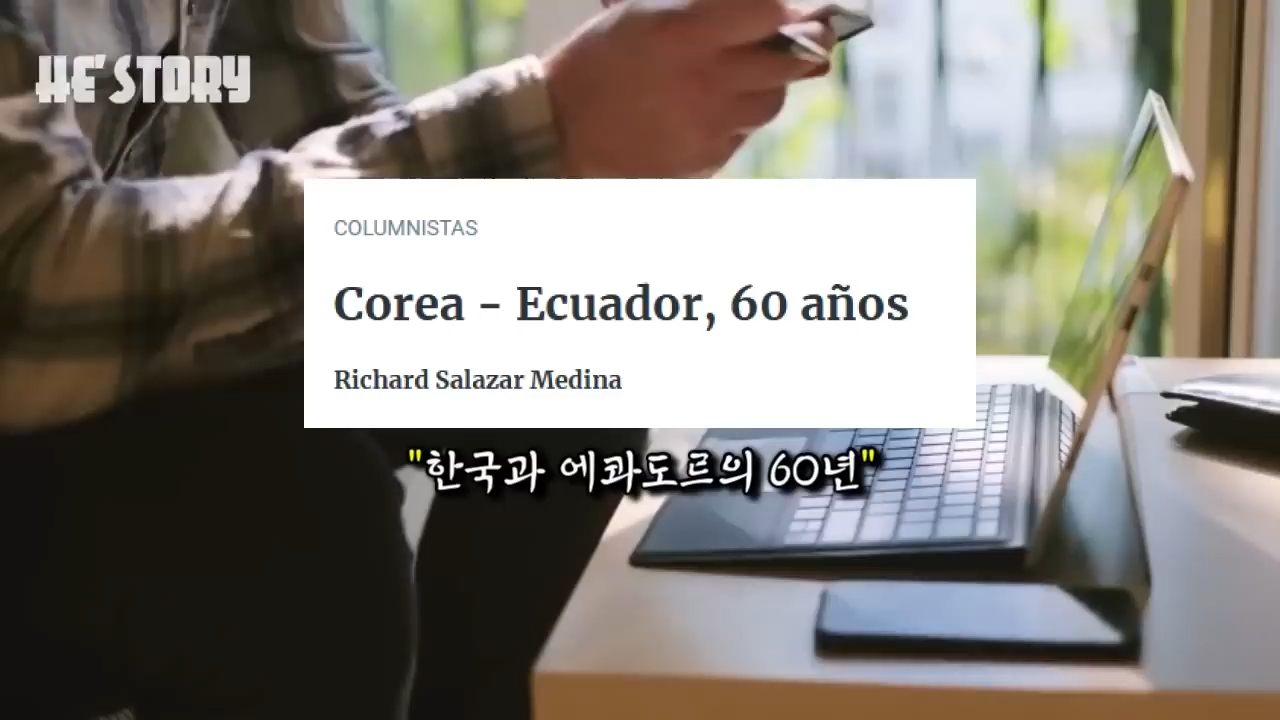 HE'STORY
COLUMNISTAS
Corea - Ecuador, 60 años
Richard Salazar Medina
"한국과 에콰도르의 60년"